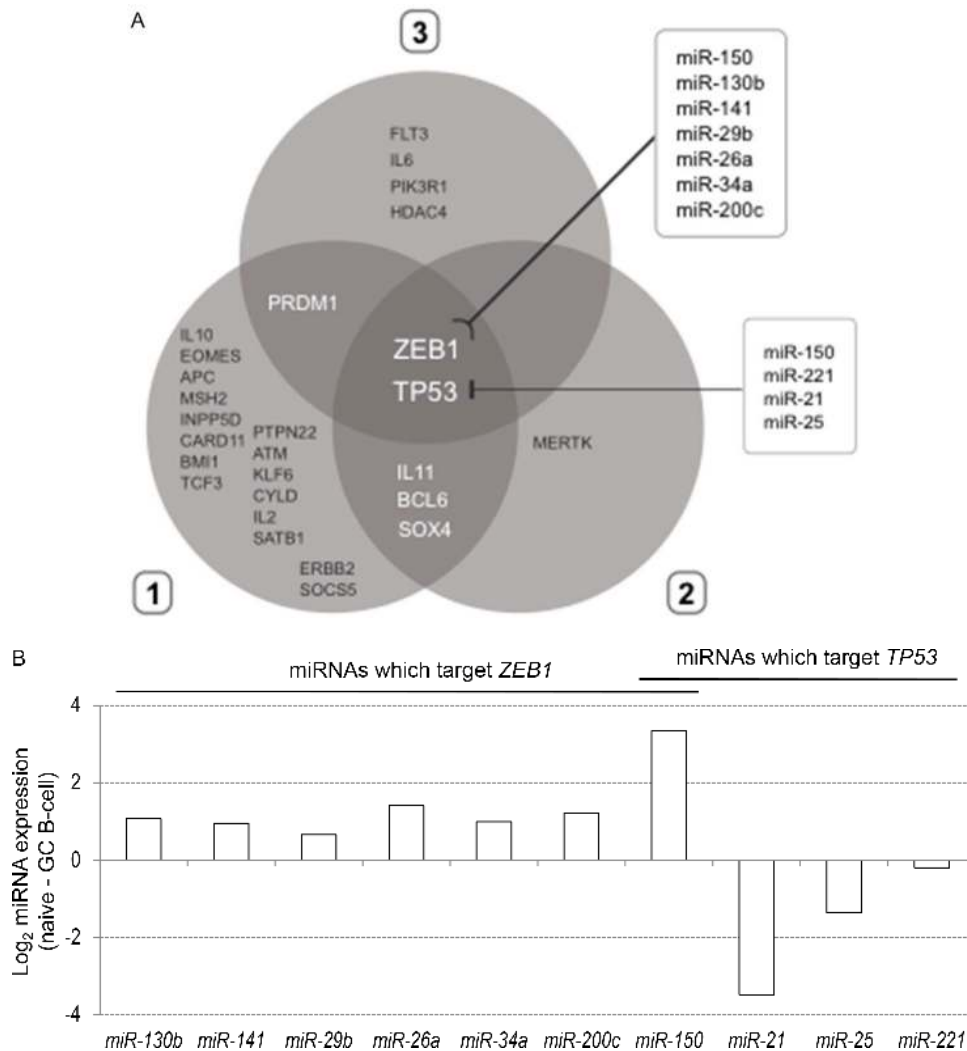 A
3
miR-150
miR-130b
miR-141
miR-29b
miR-26a
miR-34a
miR-200c
FLT3
IL6
PIK3R1
HDAC4
PRDM1
ZEB1
TP53
miR-150
miR-221
miR-21
miR-25
IL10
EOMES
APC
MSH2
INPP5D
CARD11
BMI1
TCF3
PTPN22
ATM
KLF6
CYLD
IL2
SATB1
ERBB2
SOCS5
IL11
BCL6
SOX4
MERTK
1
2
B
miRNAs which target ZEB1
miRNAs which target TP53
Log₂ miRNA expression
(naive - GC B-cell)
4
2
0
-2
-4
miR-130b miR-141 miR-29b miR-26a miR-34a miR-200c miR-150 miR-21 miR-25 miR-221